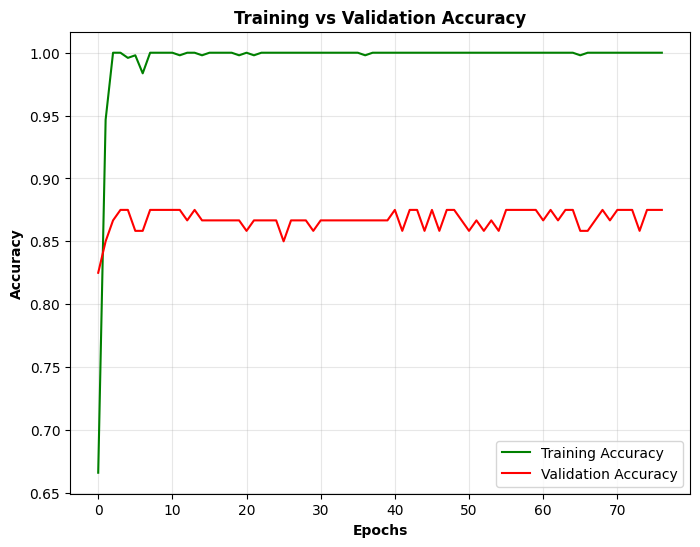 Training vs Validation Accuracy
1.00
0.95
0.90
0.85
0.80
0.75
0.70
0.65
Accuracy
0 10 20 30 40 50 60 70
Epochs
Training Accuracy
Validation Accuracy